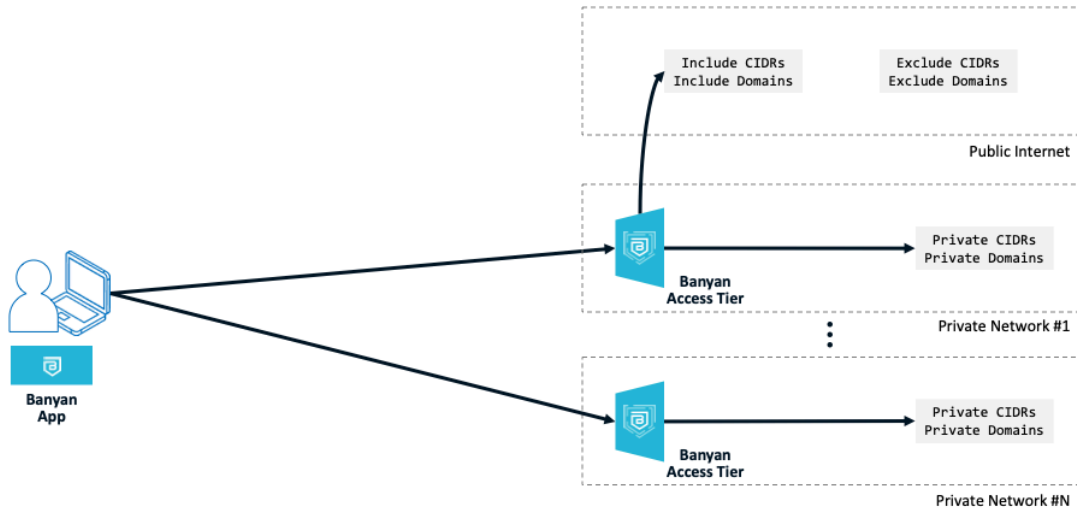 Include CIDRs
Include Domains
Exclude CIDRs
Exclude Domains
Public Internet
Private CIDRs
Private Domains
Banyan
Access Tier
Private Network #1
Banyan
App
Private CIDRs
Private Domains
Banyan
Access Tier
Private Network #N